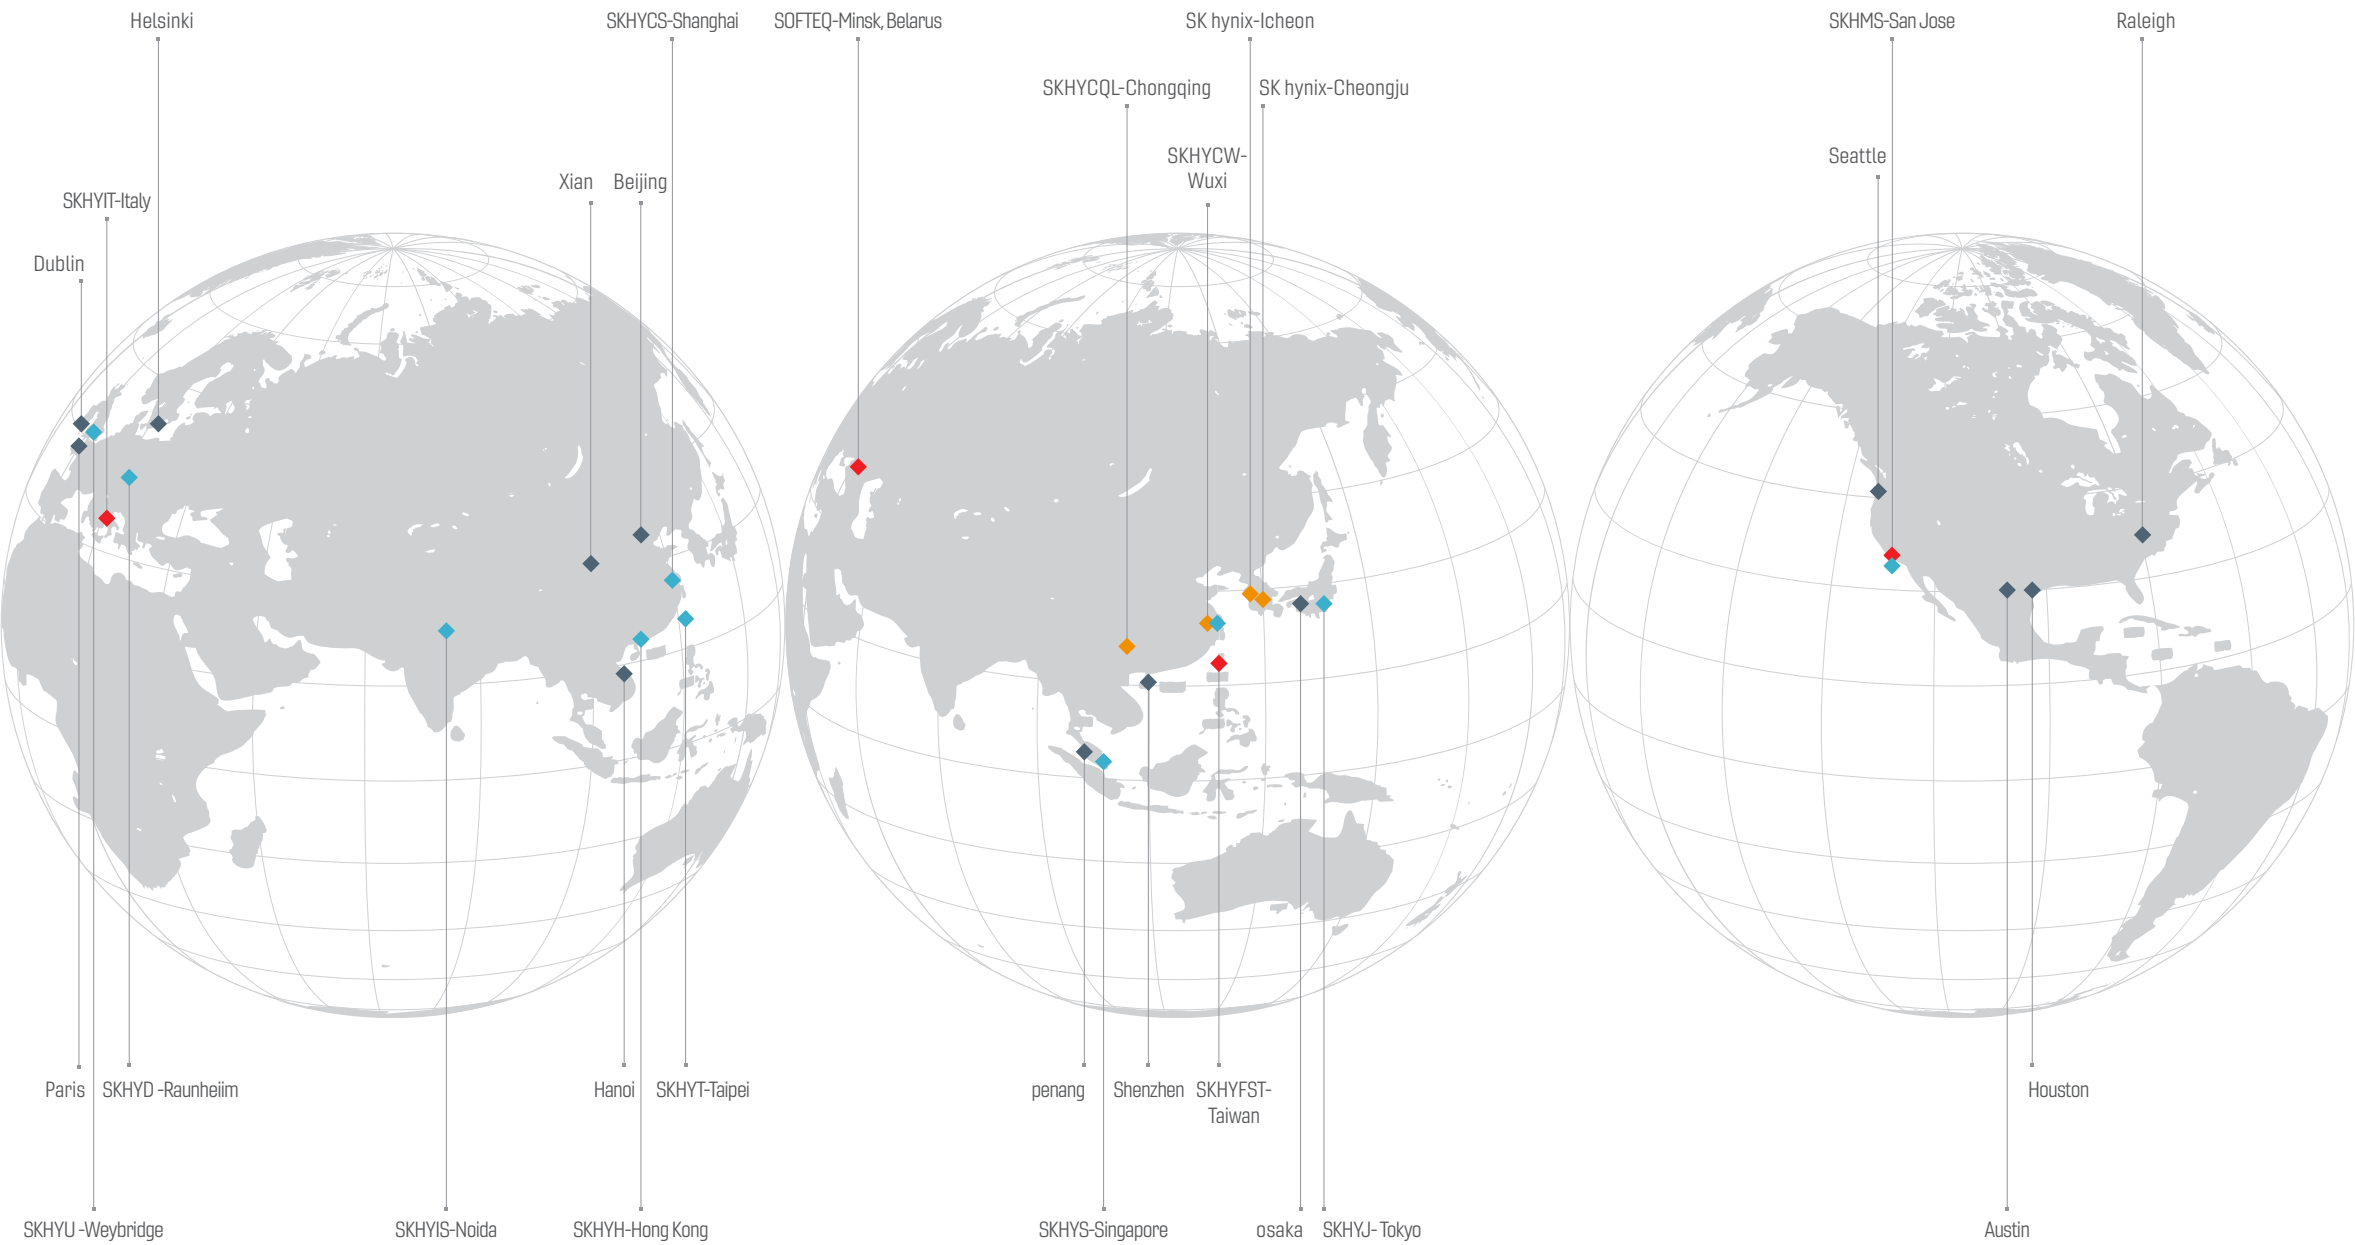 Helsinki
SKHYCS-Shanghai
SOFTEQ-Minsk, Belarus
SK hynix-Icheon
SKHMS-San Jose
Raleigh
SKHYCQL-Chongqing
SK hynix-Cheongju
SKHYCW-
Wuxi
Seattle
Xian
Beijing
SKHYIT-Italy
Dublin
Paris
SKHYD -Raunheiim
Hanoi
SKHYT-Taipei
penang
Shenzhen
SKHYFST-
Taiwan
Houston
SKHYU -Weybridge
SKHYIS-Noida
SKHYH-Hong Kong
SKHYS-Singapore
osaka
SKHYJ- Tokyo
Austin